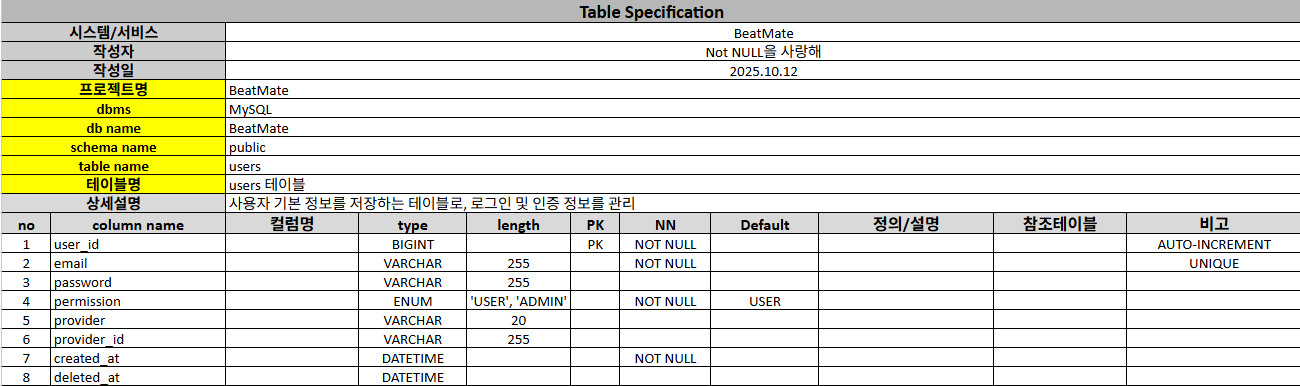 Table Specification
시스템/서비스 BeatMate
작성자 Not NULL을 사랑해
작성일 2025.10.12
프로젝트명 BeatMate
dbms MySQL
db name BeatMate
schema name public
table name users
테이블명 users 테이블
상세설명 사용자 기본 정보를 저장하는 테이블로, 로그인 및 인증 정보를 관리
no column name 컬럼명 type length PK NN Default 정의/설명 참조테이블 비고
1 user_id BIGINT PK NOT NULL AUTO-INCREMENT
2 email VARCHAR 255 NOT NULL UNIQUE
3 password VARCHAR 255
4 permission ENUM 'USER', 'ADMIN' NOT NULL USER
5 provider VARCHAR 20
6 provider_id VARCHAR 255
7 created_at DATETIME NOT NULL
8 deleted_at DATETIME